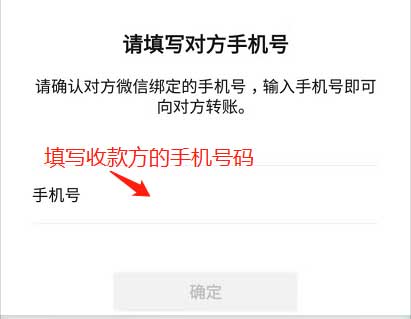 请填写对方手机号
请确认对方微信绑定的手机号，输入手机号即可
向对方转账。
填写收款方的手机号码
手机号
确定